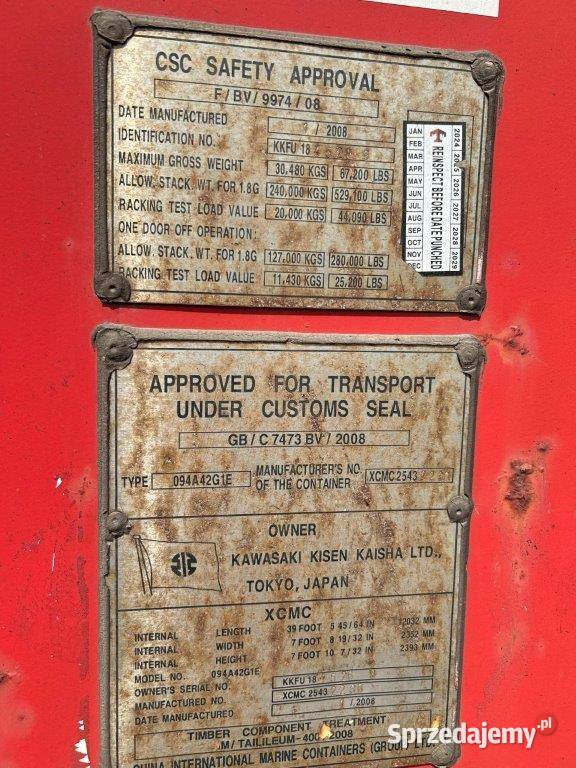 CSC SAFETY APPROVAL
F/BV/9974/08
DATE MANUFACTURED /2008
IDENTIFICATION NO. KKFU 18
MAXIMUM GROSS WEIGHT 30,480 KGS 67,200 LBS
ALLOW. STACK. WT. FOR 1.8G 240,000 KGS 529,100 LBS
RACKING TEST LOAD VALUE 20,000 KGS 44,090 LBS
ONE DOOR OFF OPERATION:
ALLOW. STACK. WT. FOR 1.8G 127,000 KGS 280,000 LBS
RACKING TEST LOAD VALUE 11,430 KGS 25,200 LBS
JAN
FEB
MAR
APR
MAY
JUN
JUL
AUG
SEP
OCT
NOV
DEC
REINSPECT BEFORE DATE PUNCHED
2024 2025 2026 2027 2028 2029
APPROVED FOR TRANSPORT
UNDER CUSTOMS SEAL
GB/C 7473 BV/2008
TYPE 094A42G1E MANUFACTURER'S NO. OF THE CONTAINER XCMC 2543
OWNER
KAWASAKI KISEN KAISHA LTD.,
TOKYO, JAPAN
XCMC
INTERNAL LENGTH 39 FOOT 5 45/64 IN 12032 MM
INTERNAL WIDTH 7 FOOT 8 19/32 IN 2352 MM
INTERNAL HEIGHT 7 FOOT 10 7/32 IN 2393 MM
MODEL NO. 094A42G1E
OWNER'S SERIAL NO. KKFU 18
MANUFACTURED NO. XCMC 2543
DATE MANUFACTURED /2008
TIMBER COMPONENT TREATMENT
IM/TAILILEUM-400/2008
CHINA INTERNATIONAL MARINE CONTAINERS (GROUP) LTD.
Sprzedajemy.pl